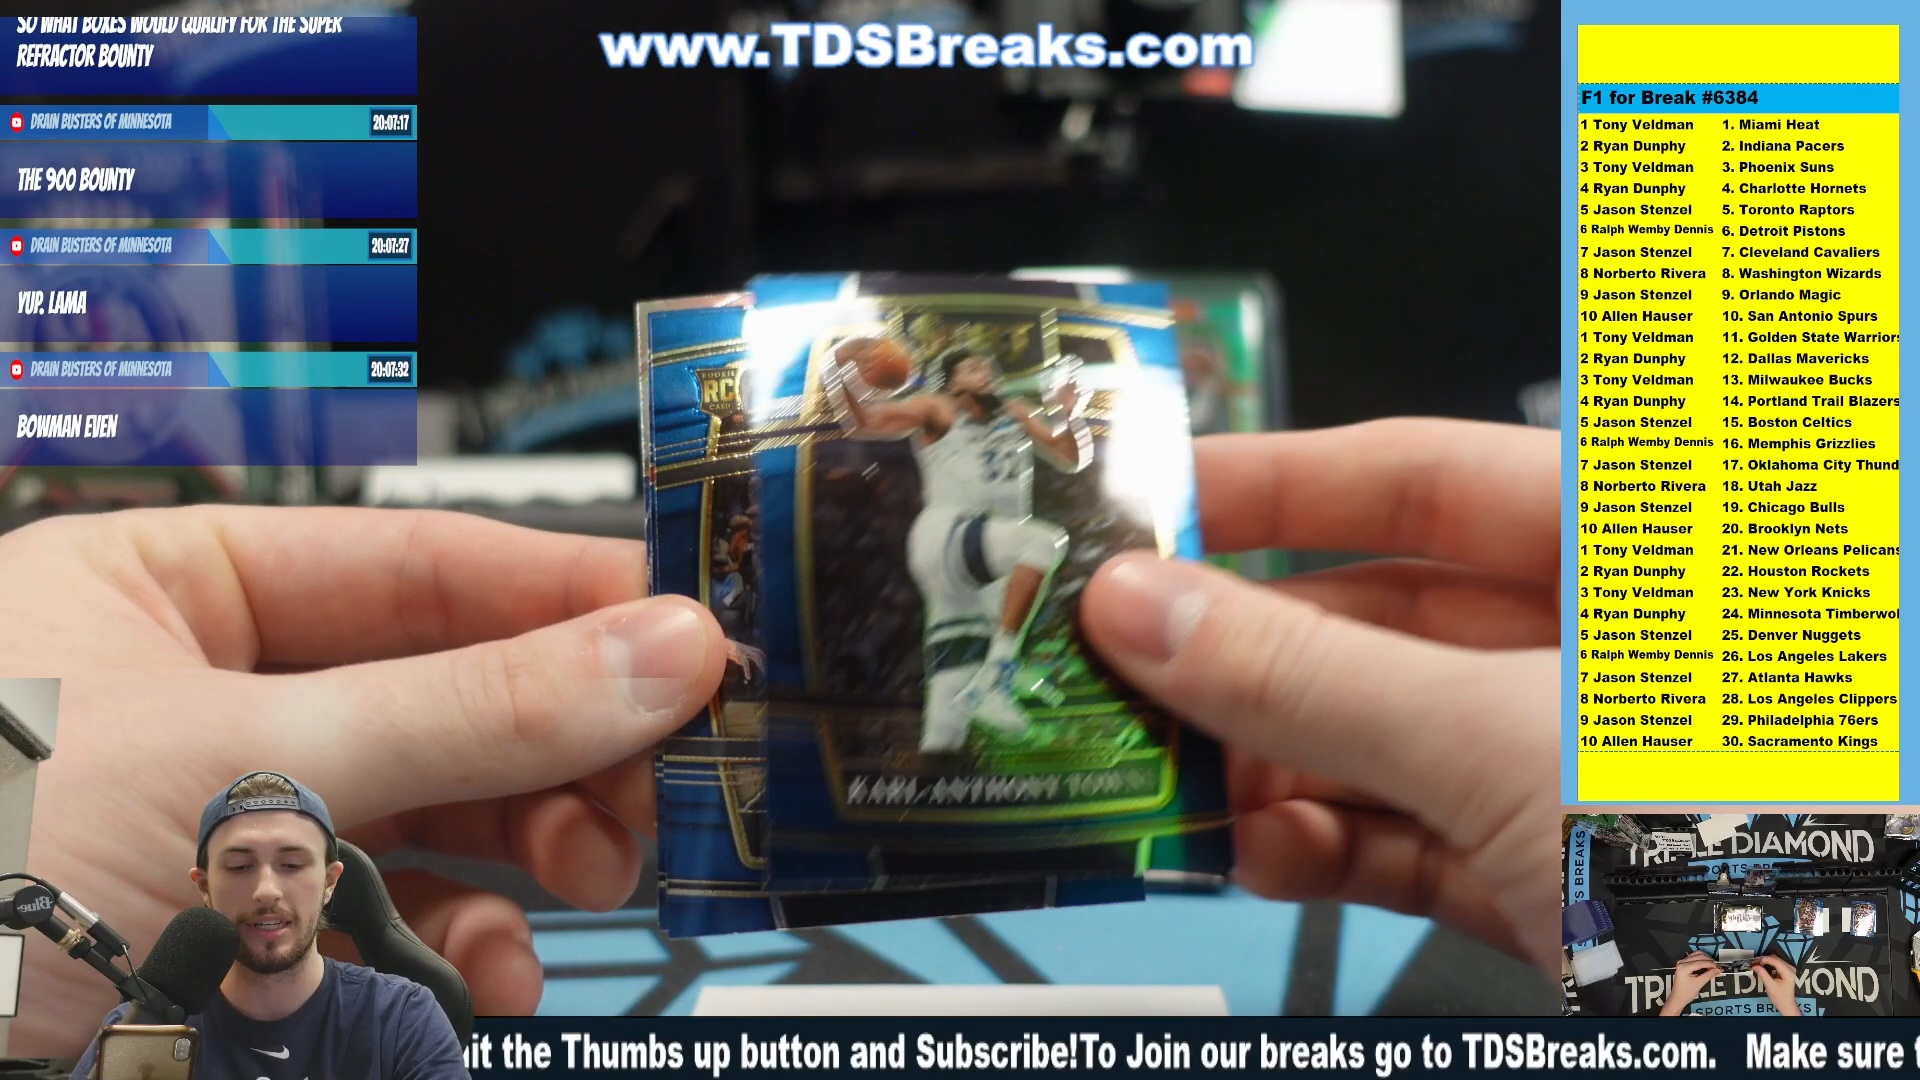 SO WHAT BOXES WOULD QUALIFY FOR THE SUPER
REFRACTOR BOUNTY
DRAIN BUSTERS OF MINNESOTA 20:07:17
THE 900 BOUNTY
DRAIN BUSTERS OF MINNESOTA 20:07:27
YUP. LAMA
DRAIN BUSTERS OF MINNESOTA 20:07:32
BOWMAN EVEN
www.TDSBreaks.com
ROOKIE
RC
CARD
KARL-ANTHONY TOWN
F1 for Break #6384
1 Tony Veldman 1. Miami Heat
2 Ryan Dunphy 2. Indiana Pacers
3 Tony Veldman 3. Phoenix Suns
4 Ryan Dunphy 4. Charlotte Hornets
5 Jason Stenzel 5. Toronto Raptors
6 Ralph Wemby Dennis 6. Detroit Pistons
7 Jason Stenzel 7. Cleveland Cavaliers
8 Norberto Rivera 8. Washington Wizards
9 Jason Stenzel 9. Orlando Magic
10 Allen Hauser 10. San Antonio Spurs
1 Tony Veldman 11. Golden State Warriors
2 Ryan Dunphy 12. Dallas Mavericks
3 Tony Veldman 13. Milwaukee Bucks
4 Ryan Dunphy 14. Portland Trail Blazers
5 Jason Stenzel 15. Boston Celtics
6 Ralph Wemby Dennis 16. Memphis Grizzlies
7 Jason Stenzel 17. Oklahoma City Thund
8 Norberto Rivera 18. Utah Jazz
9 Jason Stenzel 19. Chicago Bulls
10 Allen Hauser 20. Brooklyn Nets
1 Tony Veldman 21. New Orleans Pelicans
2 Ryan Dunphy 22. Houston Rockets
3 Tony Veldman 23. New York Knicks
4 Ryan Dunphy 24. Minnesota Timberwol
5 Jason Stenzel 25. Denver Nuggets
6 Ralph Wemby Dennis 26. Los Angeles Lakers
7 Jason Stenzel 27. Atlanta Hawks
8 Norberto Rivera 28. Los Angeles Clippers
9 Jason Stenzel 29. Philadelphia 76ers
10 Allen Hauser 30. Sacramento Kings
DIAMOND
S BREAKS
TRIPLE DIAMOND
SPORTS BREAKS
Blue
hit the Thumbs up button and Subscribe!To Join our breaks go to TDSBreaks.com. Make sure t